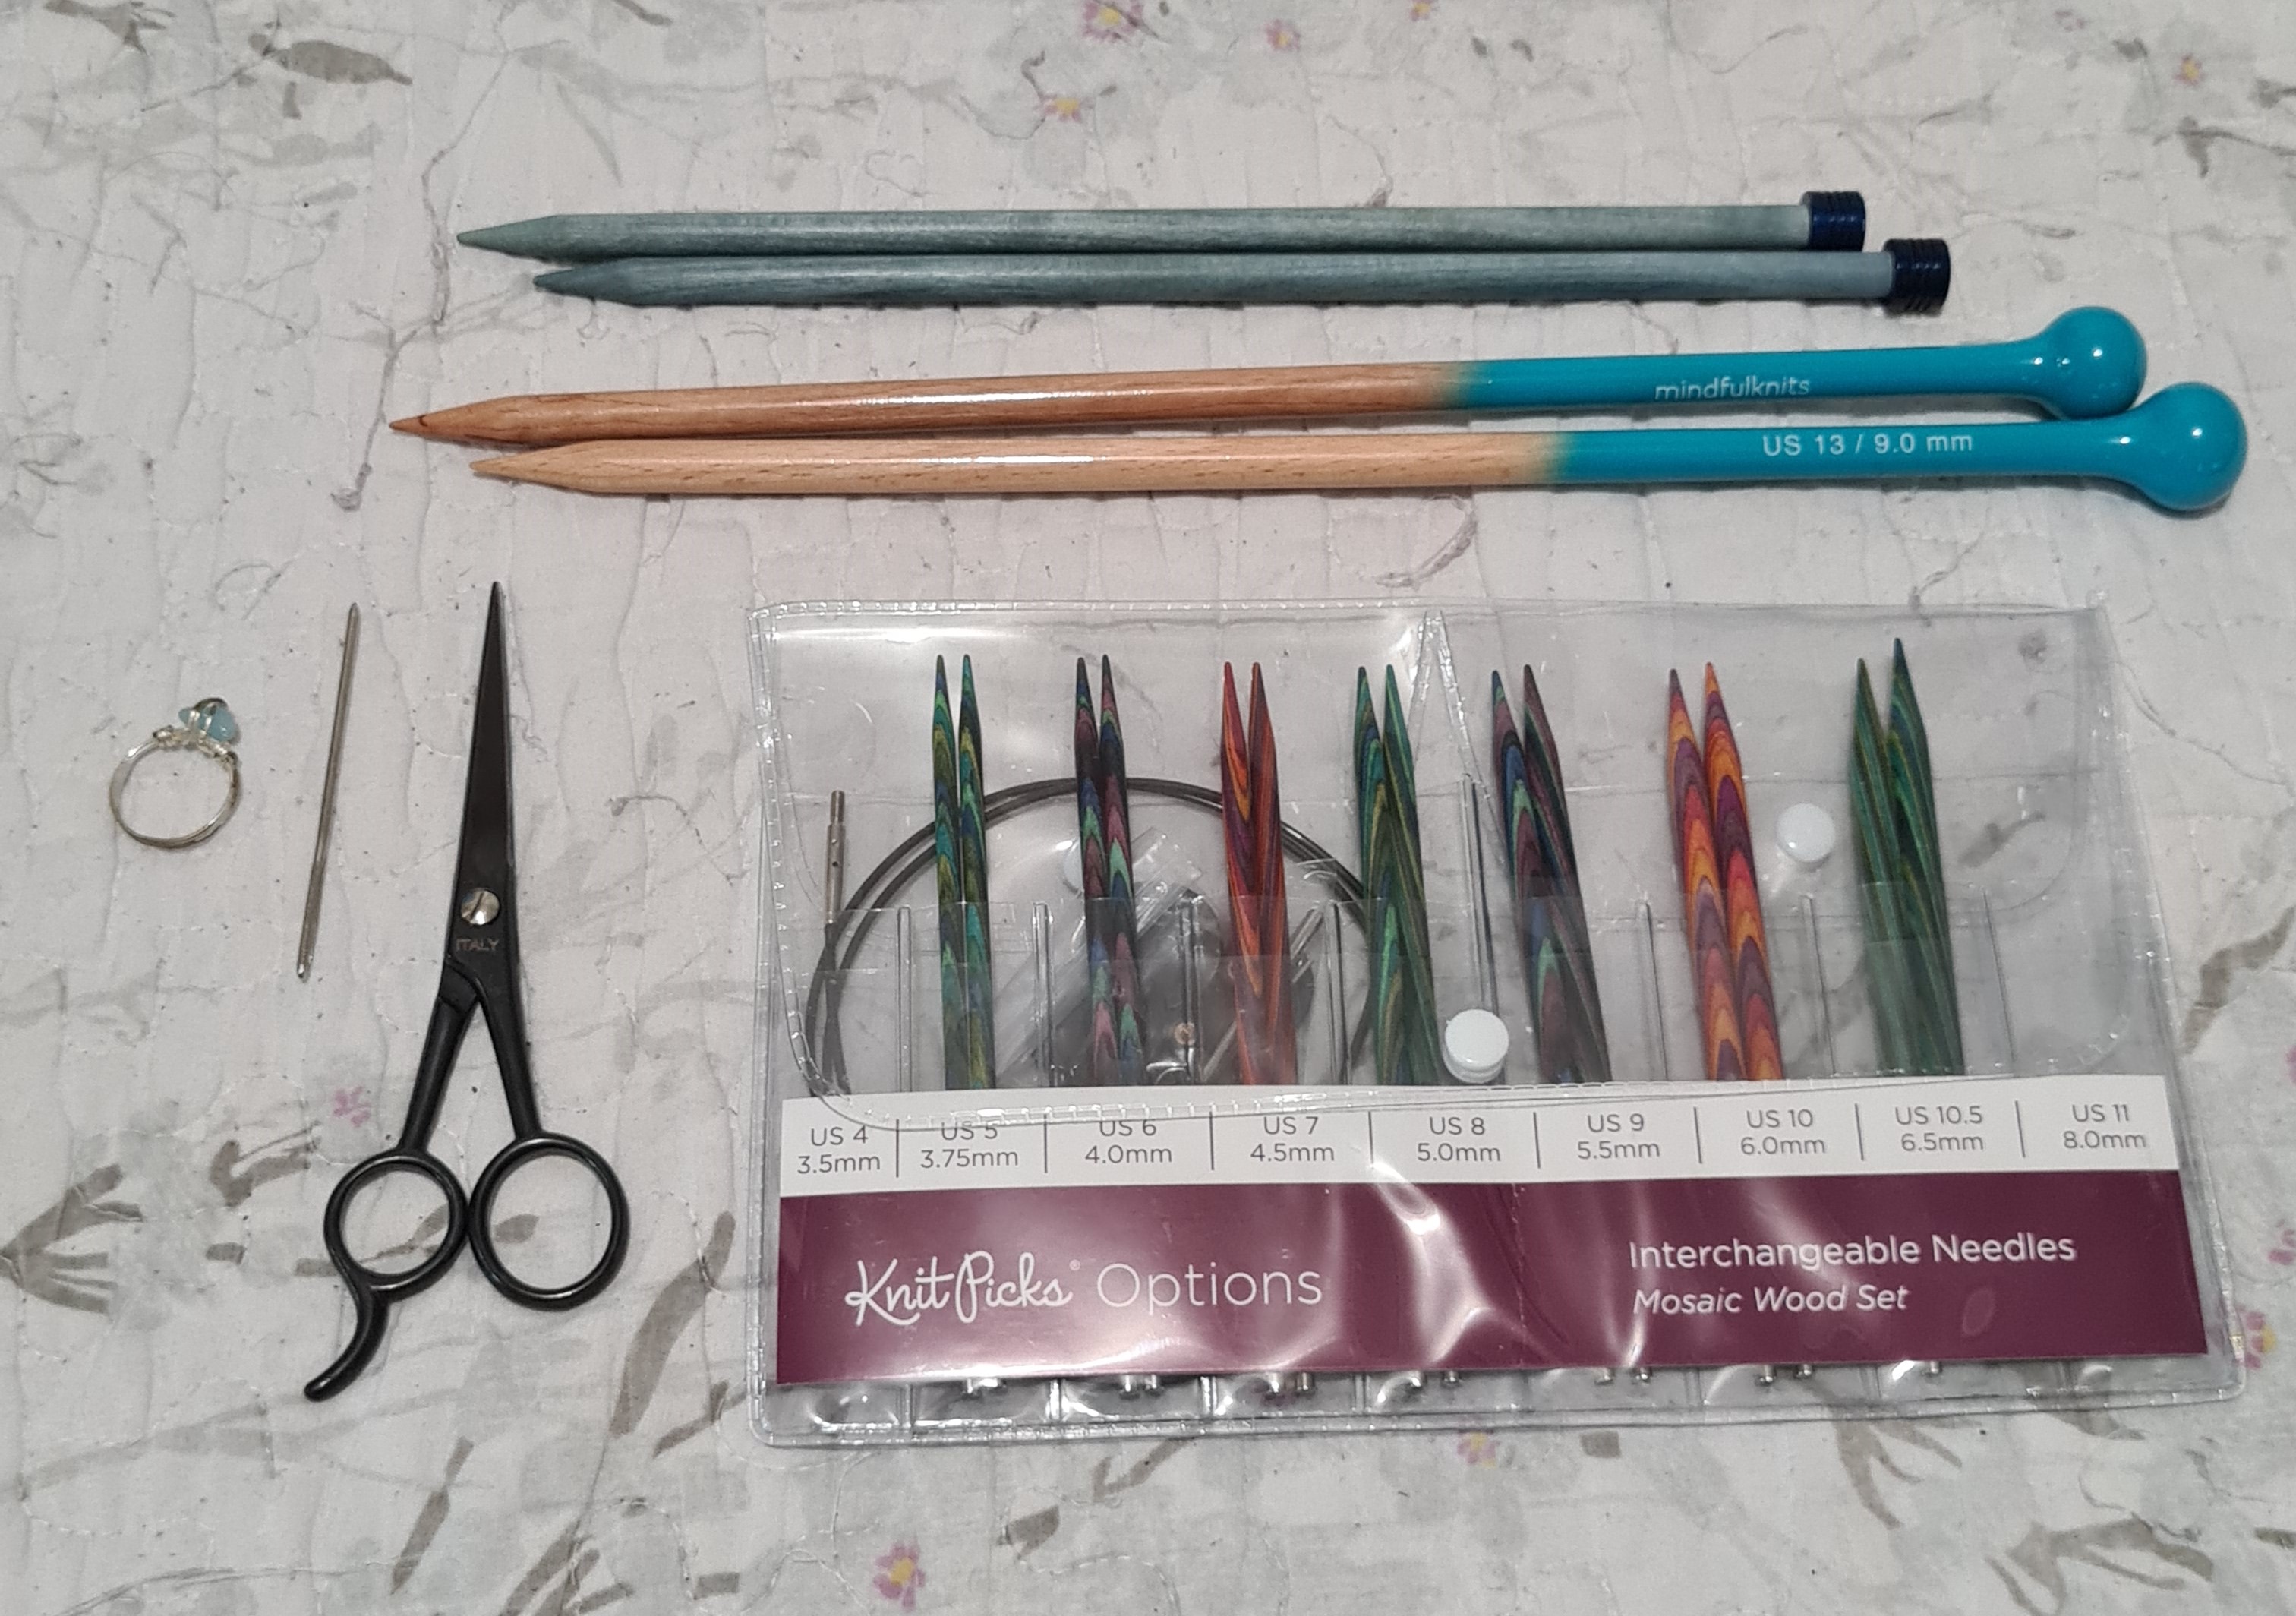 mindfulknits
US 13 / 9.0 mm
ITALY
US 4
3.5mm
US 5
3.75mm
US 6
4.0mm
US 7
4.5mm
US 8
5.0mm
US 9
5.5mm
US 10
6.0mm
US 10.5
6.5mm
US 11
8.0mm
KnitPicks® Options
Interchangeable Needles
Mosaic Wood Set